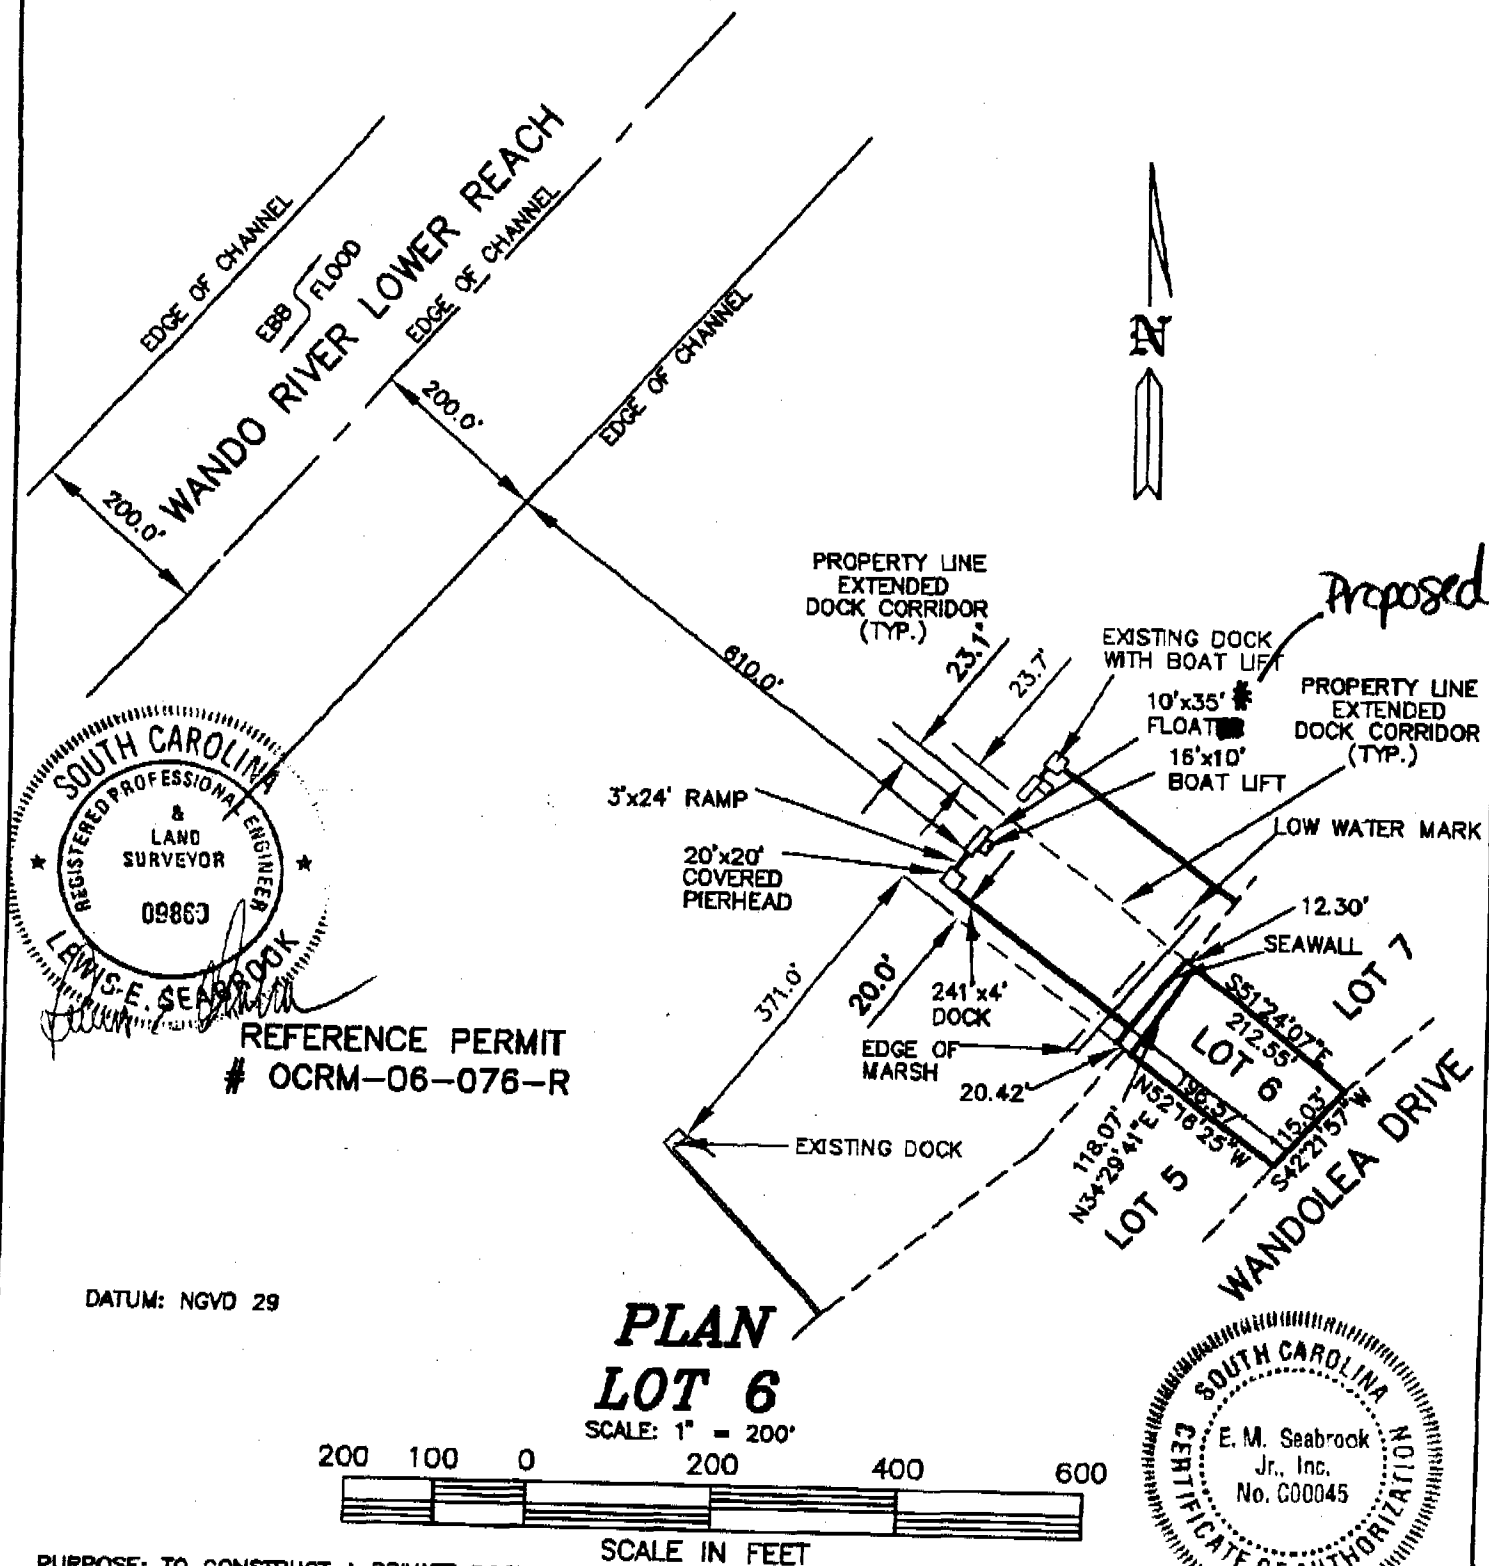 EDGE OF CHANNEL
EBB
FLOOD
WANDO RIVER LOWER REACH
EDGE OF CHANNEL
EDGE OF CHANNEL
200.0'
200.0'
610.0'
N
PROPERTY LINE
EXTENDED
DOCK CORRIDOR
(TYP.)
23.1'
23.7'
Proposed
EXISTING DOCK
WITH BOAT LIFT
10'x35' #
FLOAT
16'x10'
BOAT LIFT
PROPERTY LINE
EXTENDED
DOCK CORRIDOR
(TYP.)
LOW WATER MARK
3'x24' RAMP
20'x20'
COVERED
PIERHEAD
12.30'
SEAWALL
371.0'
20.0'
241'x4'
DOCK
EDGE OF
MARSH
20.42'
S51°24'07"E
212.55'
LOT 7
LOT 6
196.57'
N52°18'25"W
115.03'
S42°21'57"W
118.07'
N34°29'41"E
LOT 5
WANDOLEA DRIVE
EXISTING DOCK
SOUTH CAROLINA
REGISTERED PROFESSIONAL ENGINEER
&
LAND
SURVEYOR
09860
LEWIS E. SEABROOK
REFERENCE PERMIT
# OCRM-06-076-R
DATUM: NGVD 29
PLAN
LOT 6
SCALE: 1" = 200'
200 100 0 200 400 600
SCALE IN FEET
SOUTH CAROLINA
E. M. Seabrook
Jr., Inc.
No. C00045
CERTIFICATE OF AUTHORIZATION
PURPOSE: TO CONSTRUCT A PRIVATE